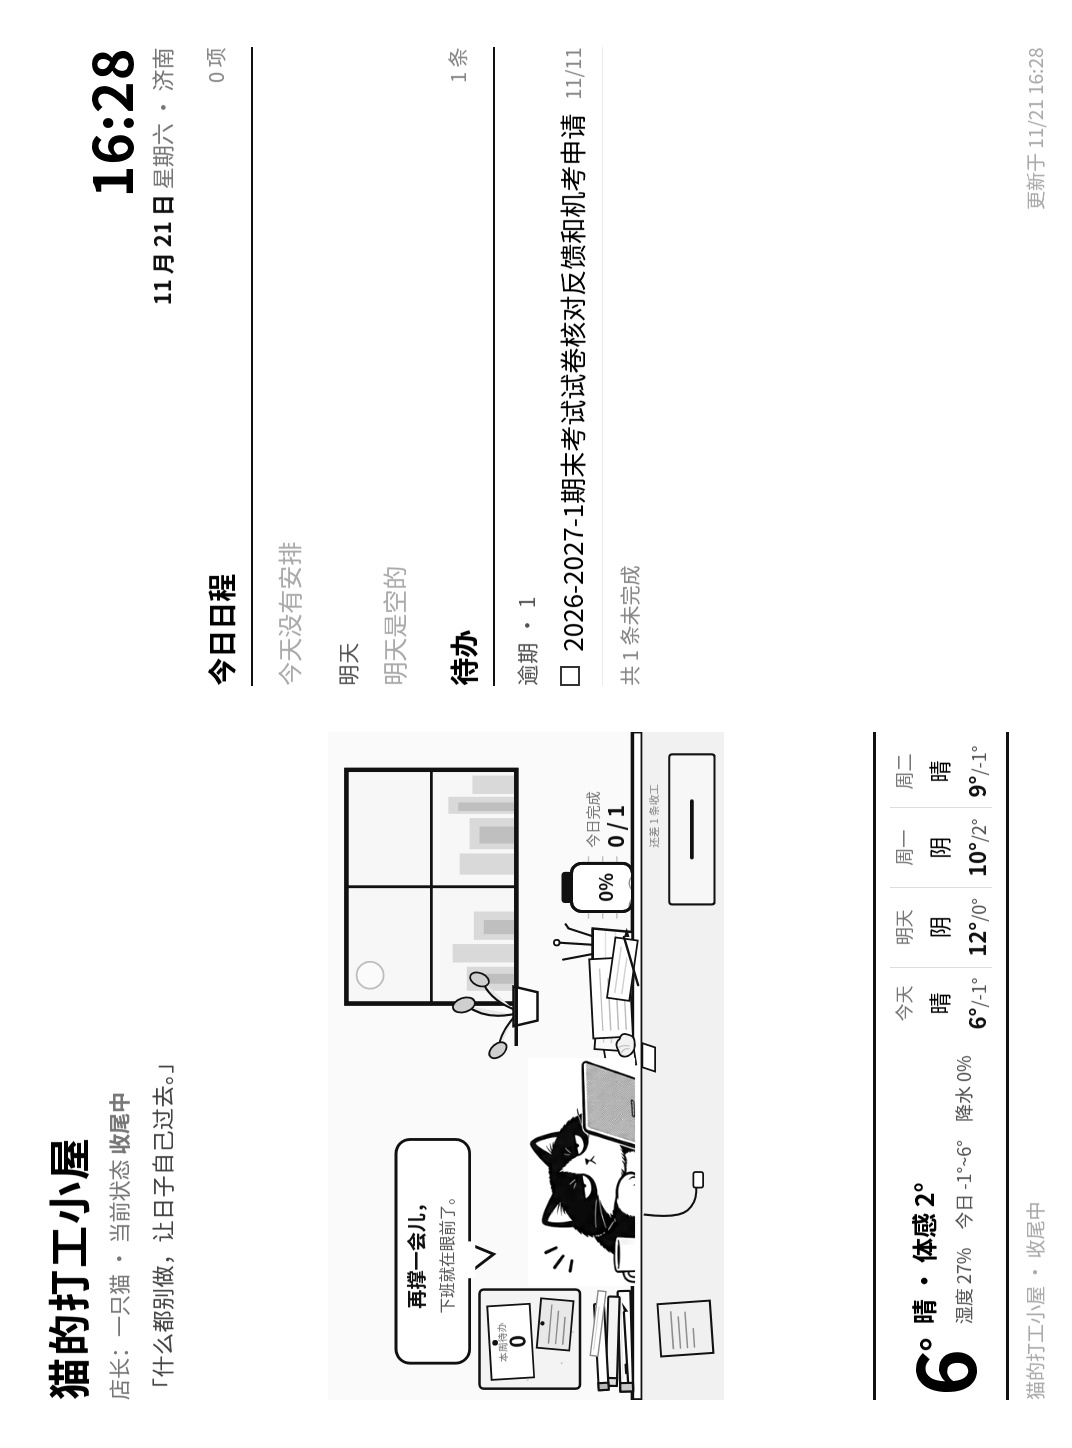 猫的打工小屋
店长：一只猫 · 当前状态 收尾中
「什么都别做，让日子自己过去。」
16:28
11 月 21 日 星期六 · 济南
再撑一会儿，
下班就在眼前了。
本周待办
0
0%
今日完成
0 / 1
还差 1 条收工
6° 晴 · 体感 2°
湿度 27% 今日 -1°~6° 降水 0%
今天 明天 周一 周二
晴 阴 阴 晴
6°/-1° 12°/0° 10°/2° 9°/-1°
猫的打工小屋 · 收尾中
今日日程 0 项
今天没有安排
明天
明天是空的
待办 1 条
逾期 · 1
2026-2027-1期末考试试卷核对反馈和机考申请 11/11
共 1 条未完成
更新于 11/21 16:28